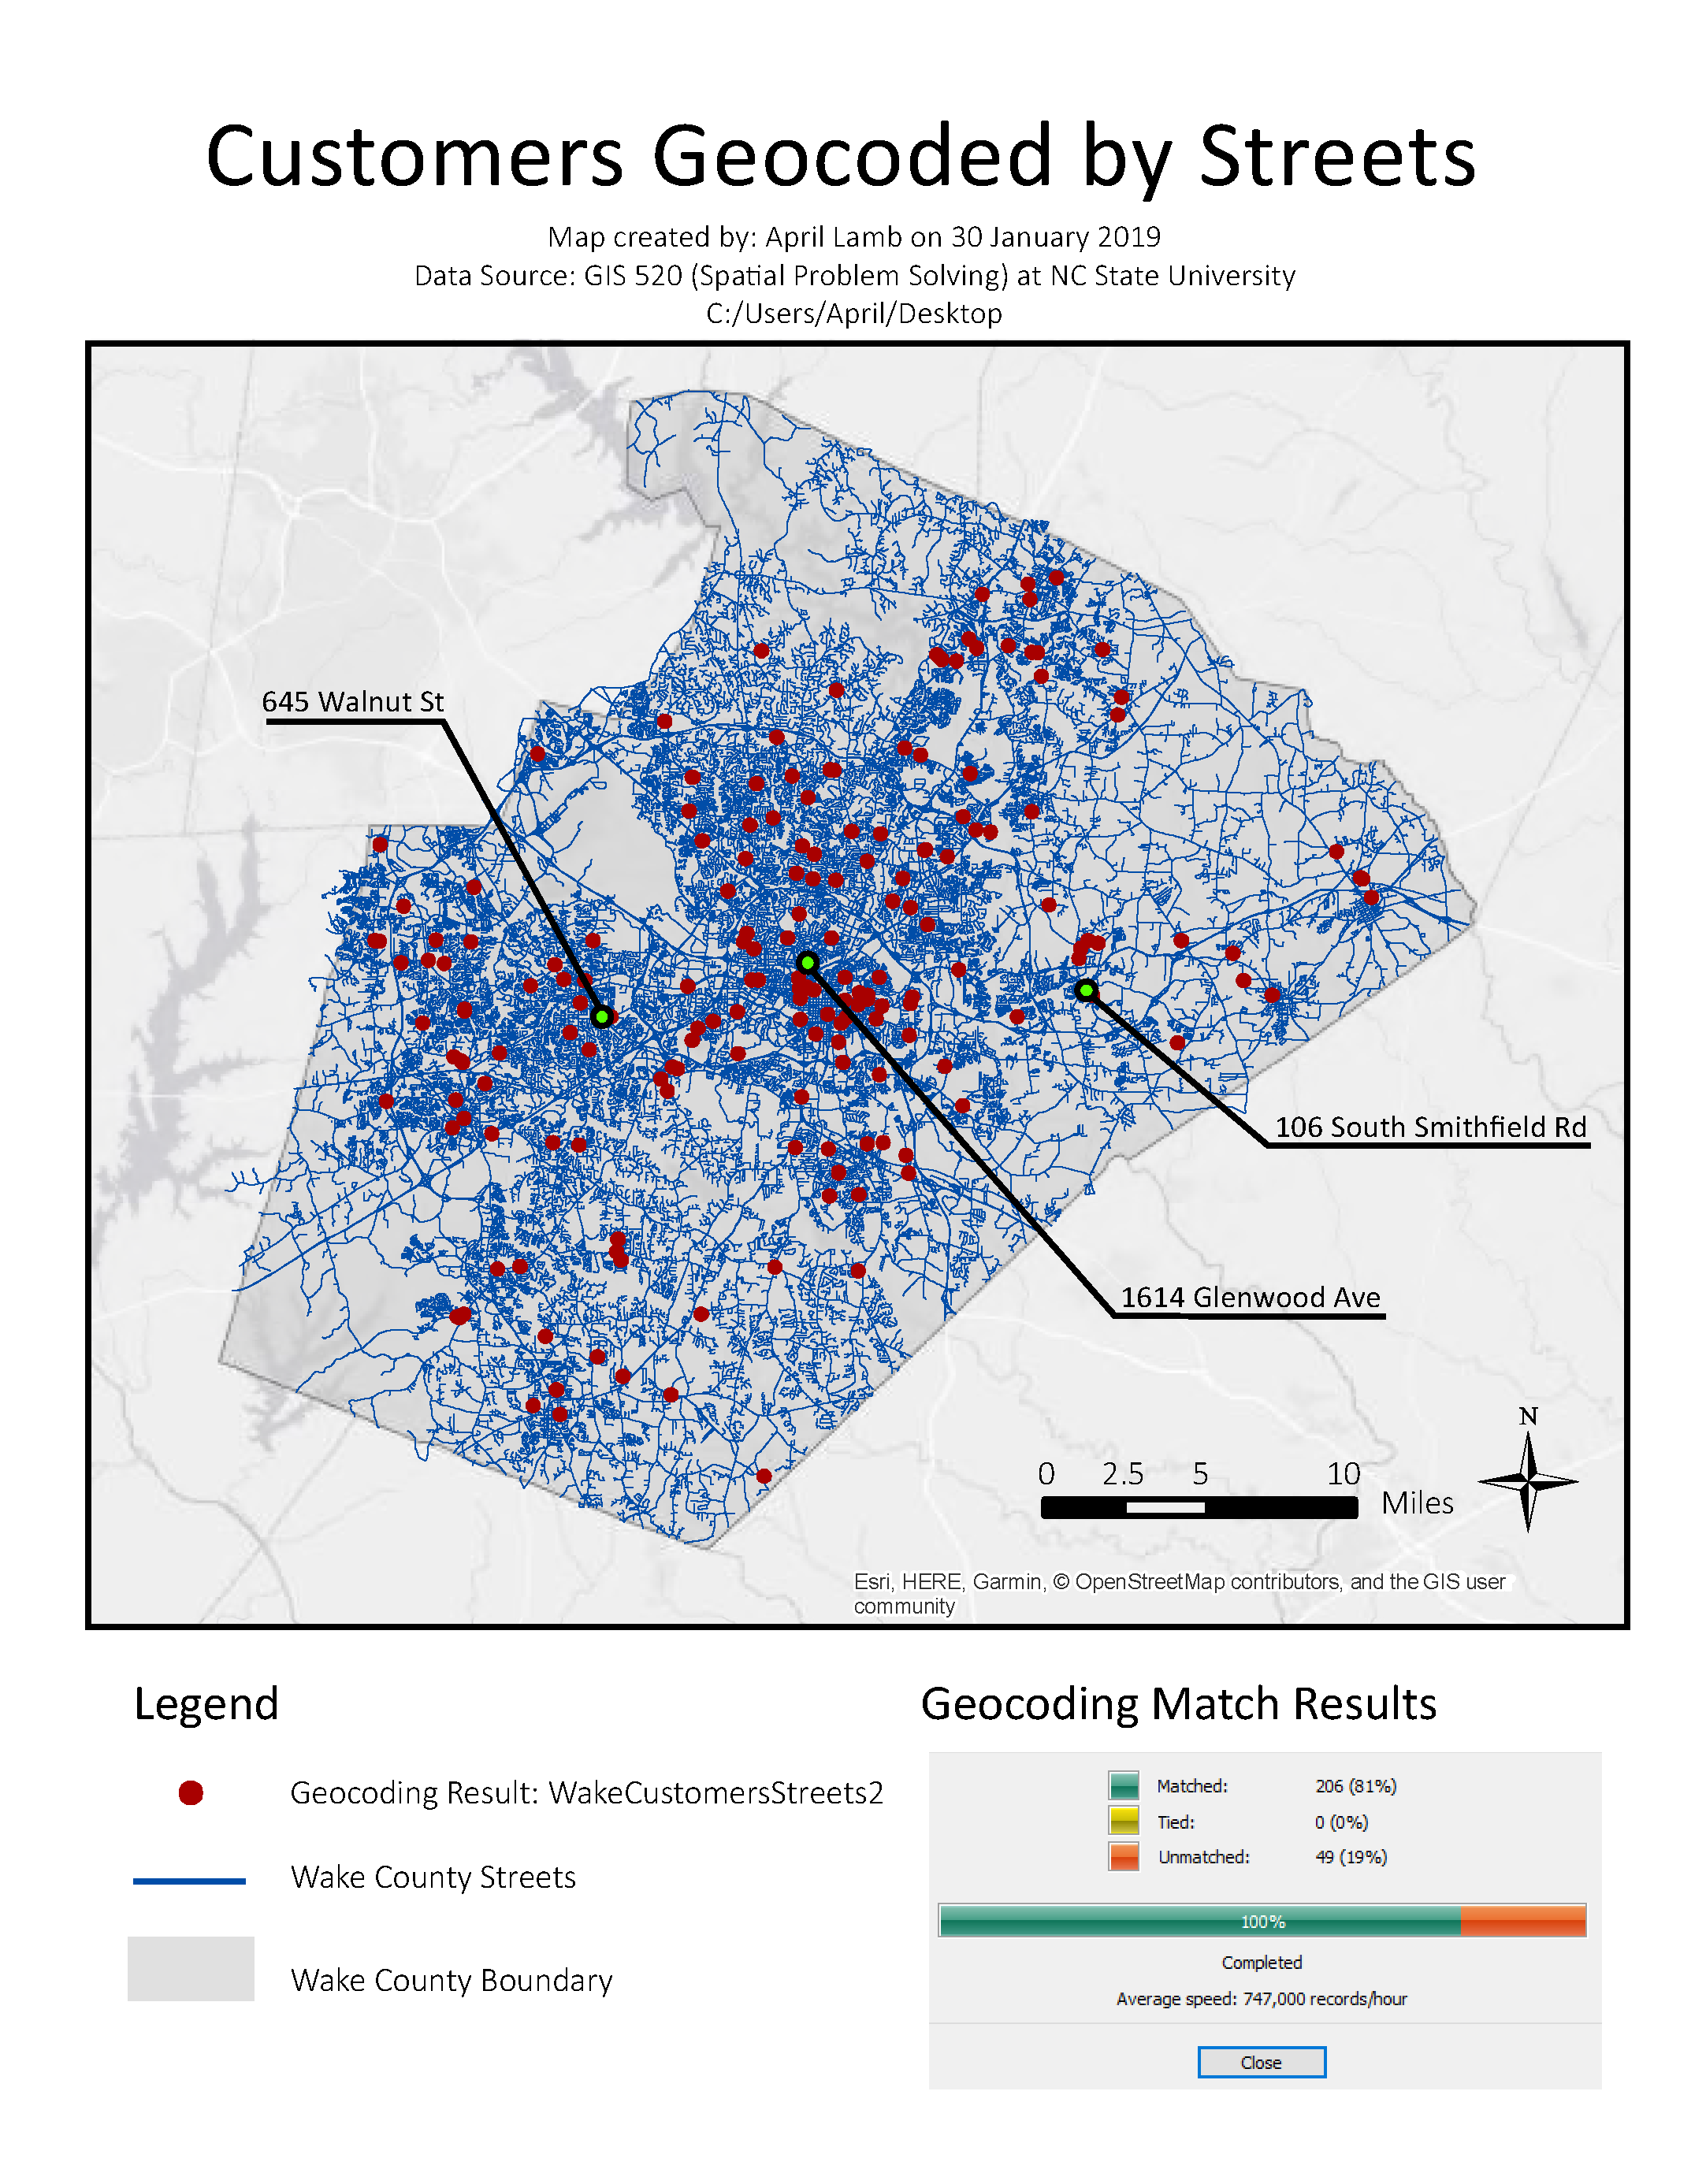 Customers Geocoded by Streets
Map created by: April Lamb on 30 January 2019
Data Source: GIS 520 (Spatial Problem Solving) at NC State University
C:/Users/April/Desktop
645 Walnut St
106 South Smithfield Rd
1614 Glenwood Ave
N
0 2.5 5 10
Miles
Esri, HERE, Garmin, © OpenStreetMap contributors, and the GIS user
community
Legend
Geocoding Result: WakeCustomersStreets2
Wake County Streets
Wake County Boundary
Geocoding Match Results
Matched: 206 (81%)
Tied: 0 (0%)
Unmatched: 49 (19%)
100%
Completed
Average speed: 747,000 records/hour
Close